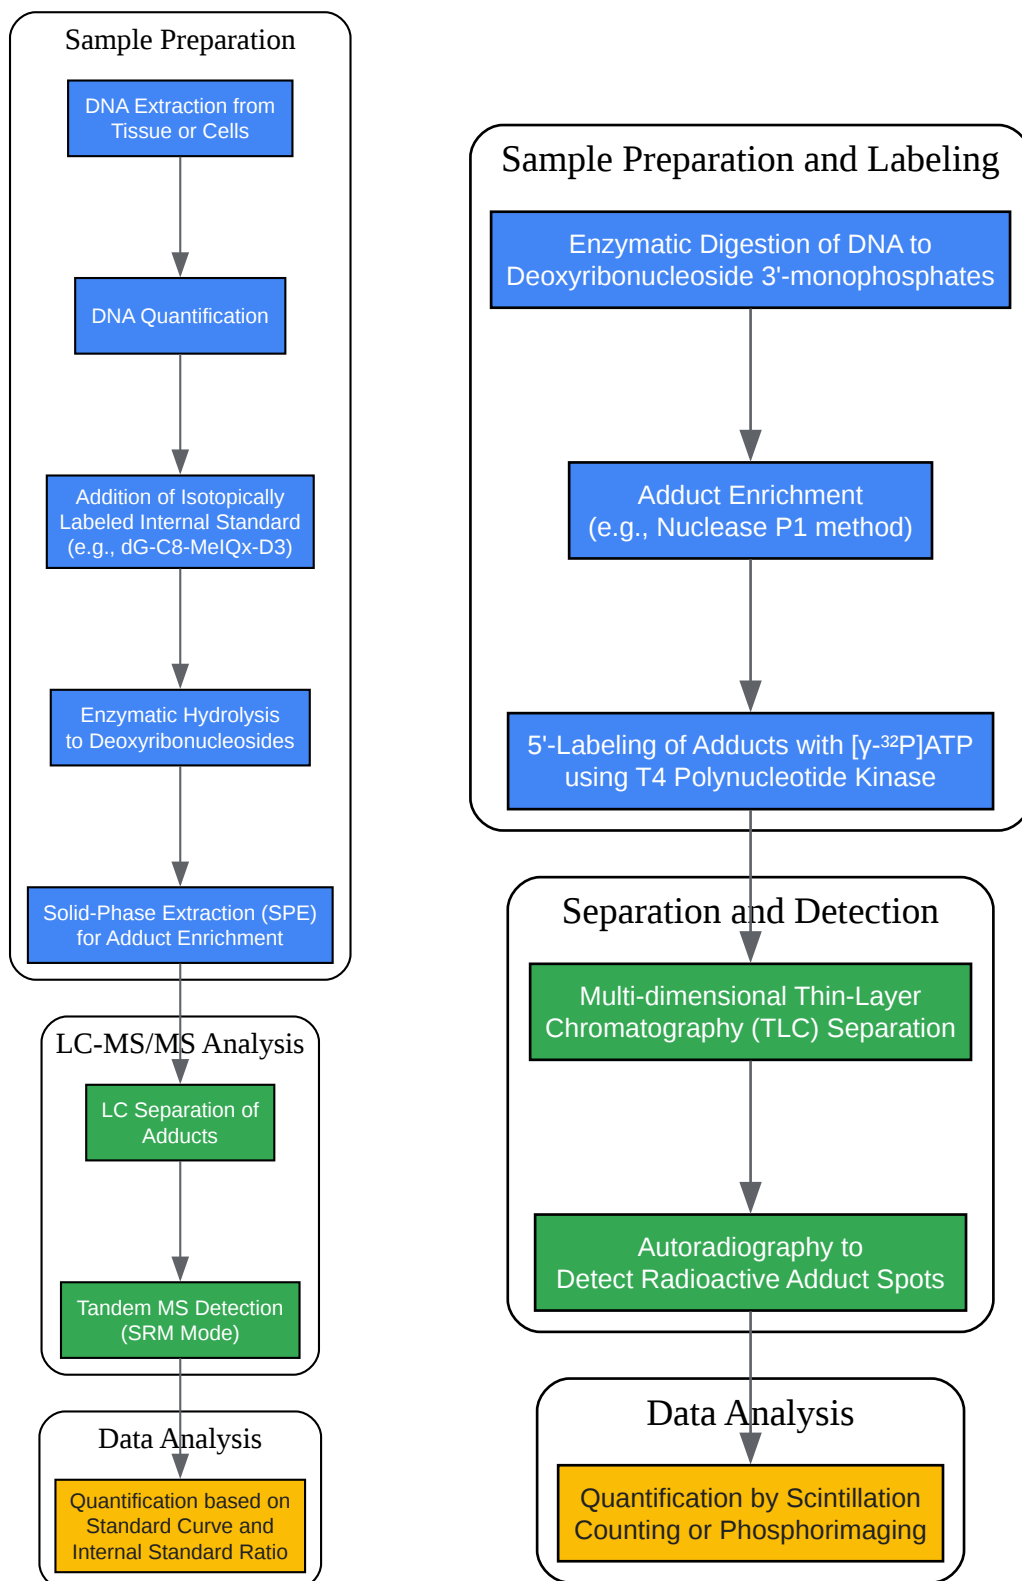 Sample Preparation
DNA Extraction from
Tissue or Cells
DNA Quantification
Addition of Isotopically
Labeled Internal Standard
(e.g., dG-C8-MeIQx-D3)
Enzymatic Hydrolysis
to Deoxyribonucleosides
Solid-Phase Extraction (SPE)
for Adduct Enrichment
LC-MS/MS Analysis
LC Separation of
Adducts
Tandem MS Detection
(SRM Mode)
Data Analysis
Quantification based on
Standard Curve and
Internal Standard Ratio
Sample Preparation and Labeling
Enzymatic Digestion of DNA to
Deoxyribonucleoside 3'-monophosphates
Adduct Enrichment
(e.g., Nuclease P1 method)
5'-Labeling of Adducts with [γ-³²P]ATP
using T4 Polynucleotide Kinase
Separation and Detection
Multi-dimensional Thin-Layer
Chromatography (TLC) Separation
Autoradiography to
Detect Radioactive Adduct Spots
Data Analysis
Quantification by Scintillation
Counting or Phosphorimaging